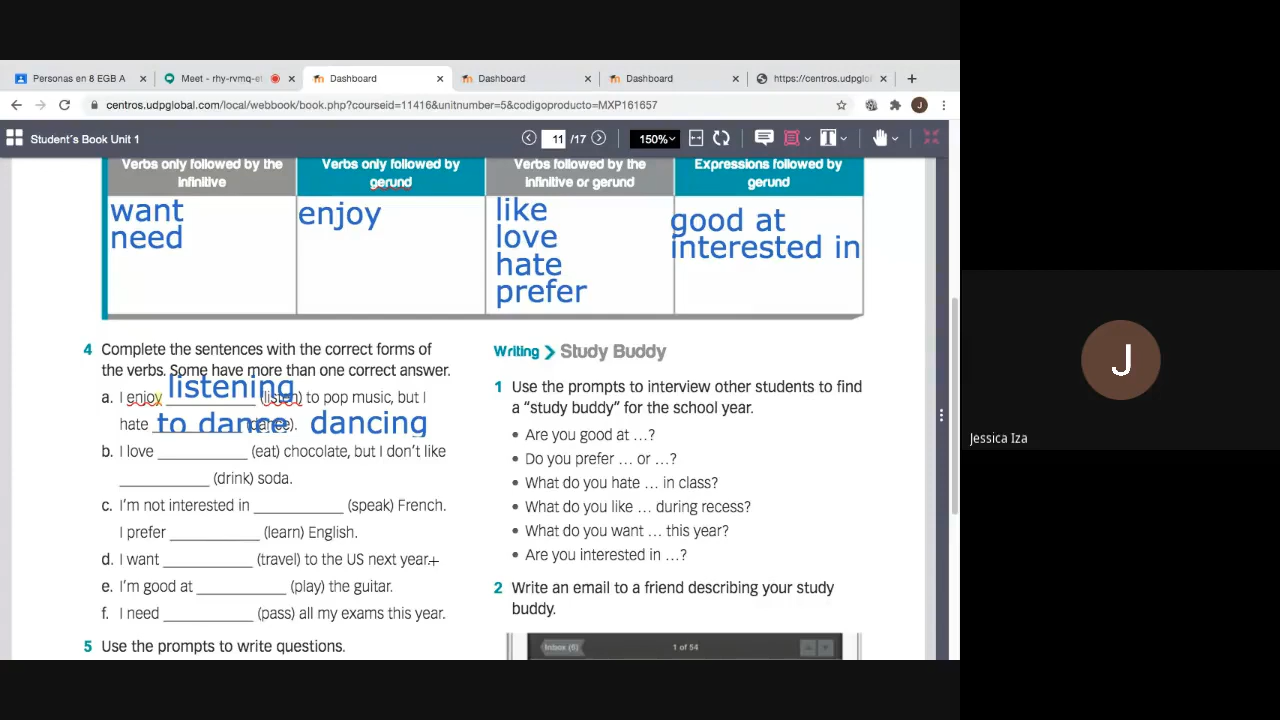 Personas en 8 EGB A
Meet - rhy-rvmq-et
Dashboard
Dashboard
Dashboard
https://centros.udpglobal.c
centros.udpglobal.com/local/webbook/book.php?courseid=11416&unitnumber=5&codigoproducto=MXP161657
J
Student´s Book Unit 1
11 /17
150%
Verbs only followed by the infinitive
Verbs only followed by gerund
Verbs followed by the infinitive or gerund
Expressions followed by gerund
want
need
enjoy
like
love
hate
prefer
good at
interested in
4 Complete the sentences with the correct forms of
the verbs. Some have more than one correct answer.
listening
a. I enjoy ____________ (listen) to pop music, but I
to dance dancing
hate ____________ (dance).
b. I love ____________ (eat) chocolate, but I don't like
____________ (drink) soda.
c. I'm not interested in ____________ (speak) French.
I prefer ____________ (learn) English.
d. I want ____________ (travel) to the US next year.
e. I'm good at ____________ (play) the guitar.
f. I need ____________ (pass) all my exams this year.
5 Use the prompts to write questions.
Writing Study Buddy
1 Use the prompts to interview other students to find
a "study buddy" for the school year.
• Are you good at …?
• Do you prefer … or …?
• What do you hate … in class?
• What do you like … during recess?
• What do you want … this year?
• Are you interested in …?
2 Write an email to a friend describing your study
buddy.
Inbox (6)
1 of 54
J
Jessica Iza